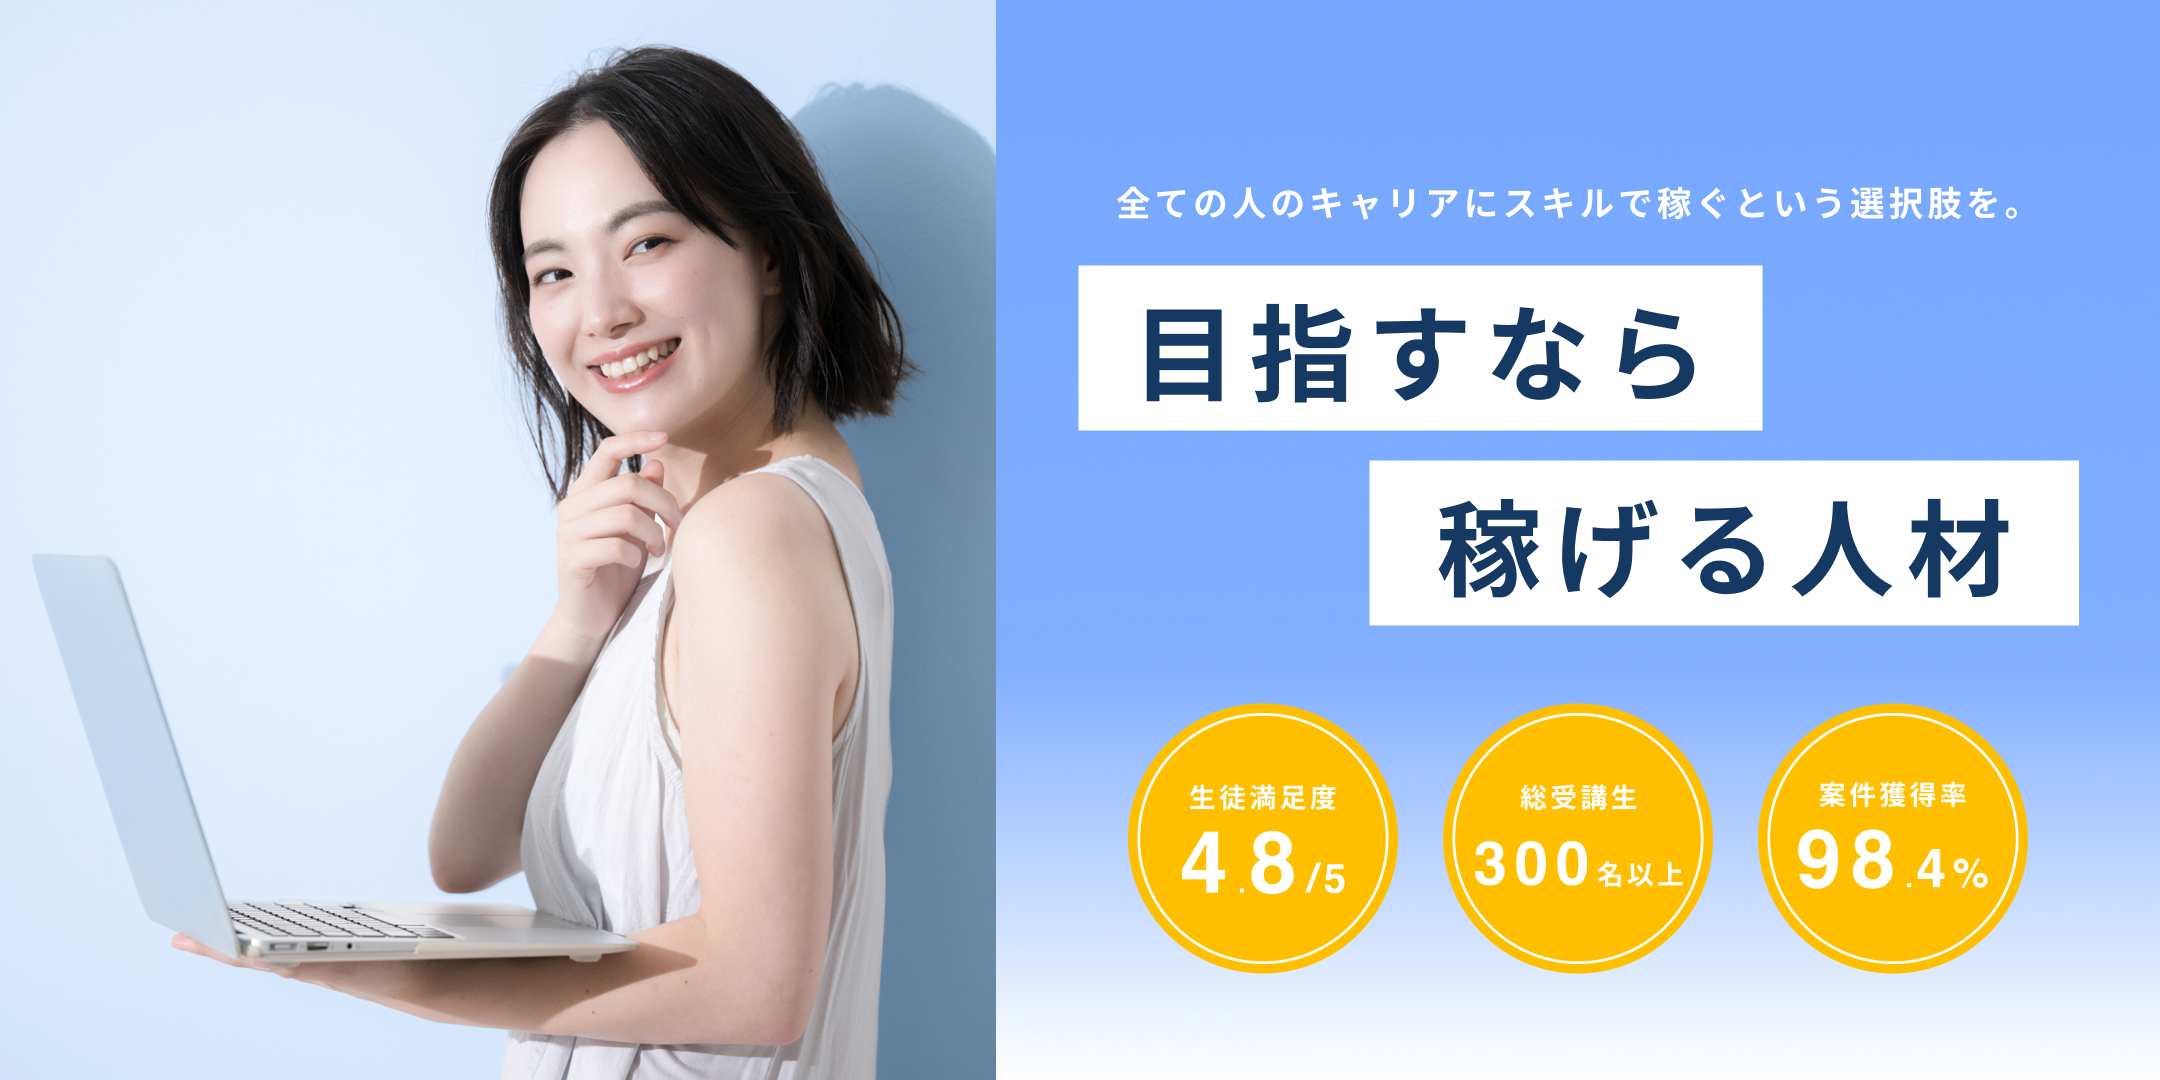 全ての人のキャリアにスキルで稼ぐという選択肢を。
目指すなら
稼げる人材
生徒満足度
4.8/5
総受講生
300名以上
案件獲得率
98.4%